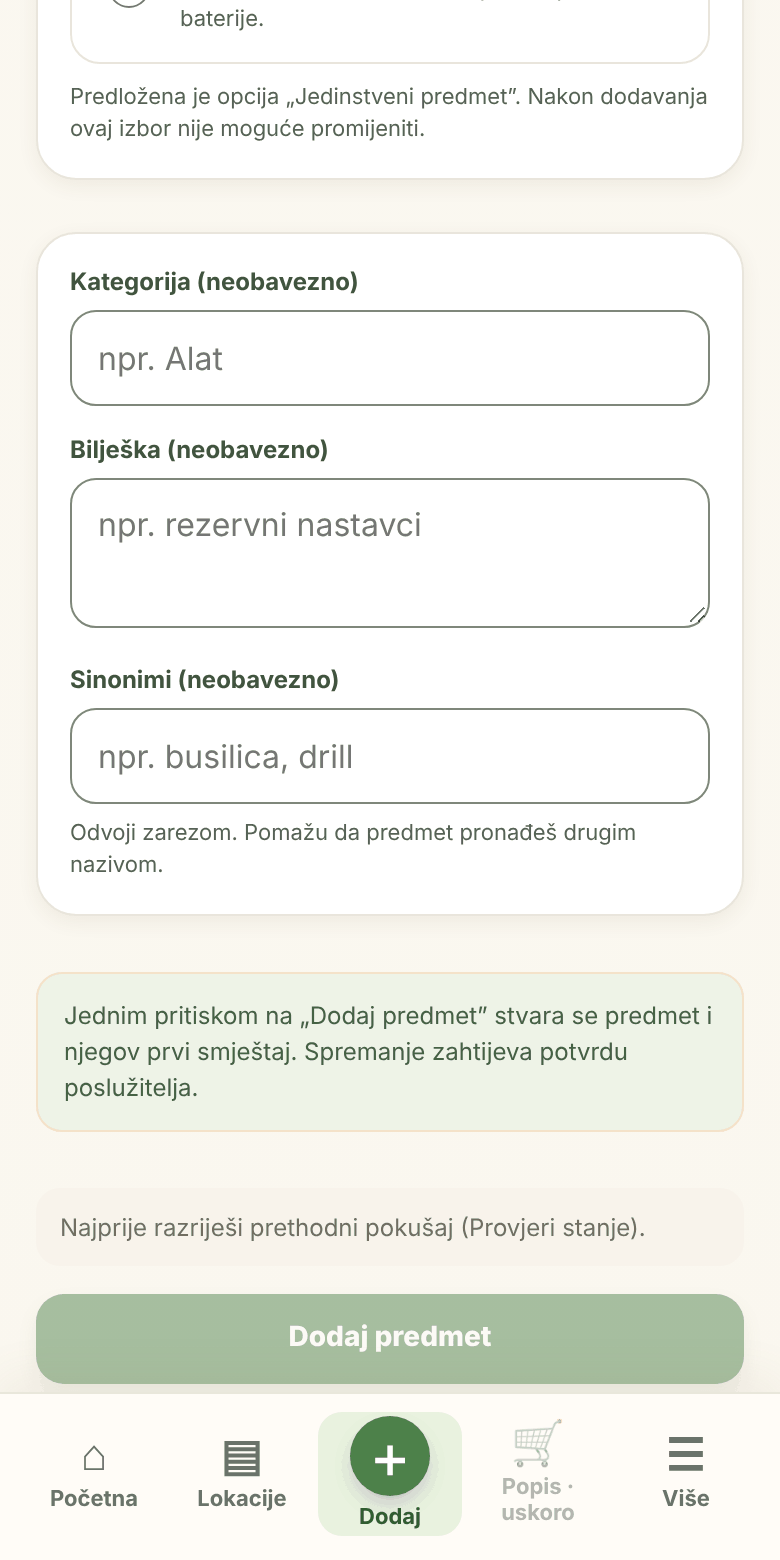 baterije.
Predložena je opcija „Jedinstveni predmet”. Nakon dodavanja
ovaj izbor nije moguće promijeniti.
Kategorija (neobavezno)
npr. Alat
Bilješka (neobavezno)
npr. rezervni nastavci
Sinonimi (neobavezno)
npr. busilica, drill
Odvoji zarezom. Pomažu da predmet pronađeš drugim
nazivom.
Jednim pritiskom na „Dodaj predmet” stvara se predmet i
njegov prvi smještaj. Spremanje zahtijeva potvrdu
poslužitelja.
Najprije razriješi prethodni pokušaj (Provjeri stanje).
Dodaj predmet
Početna
Lokacije
Dodaj
Popis ·
uskoro
Više